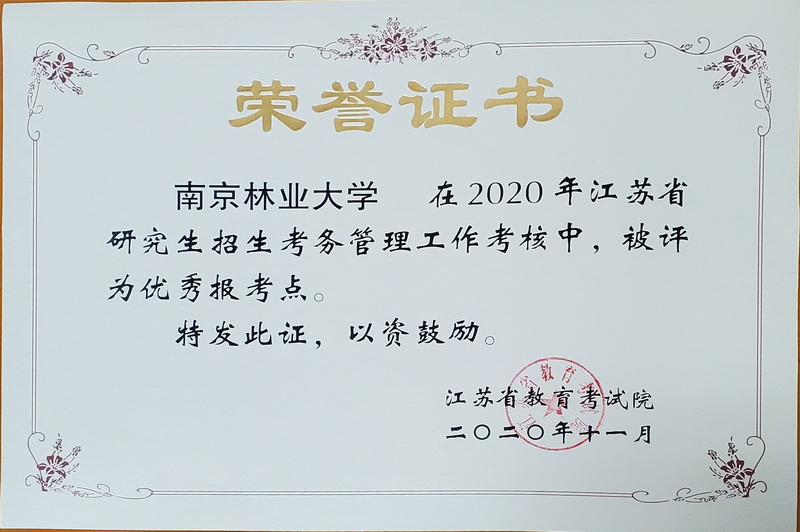 荣誉证书
南京林业大学 在2020年江苏省
研究生招生考务管理工作考核中，被评
为优秀报考点。
特发此证，以资鼓励。
江苏省教育考试院
二〇二〇年十一月